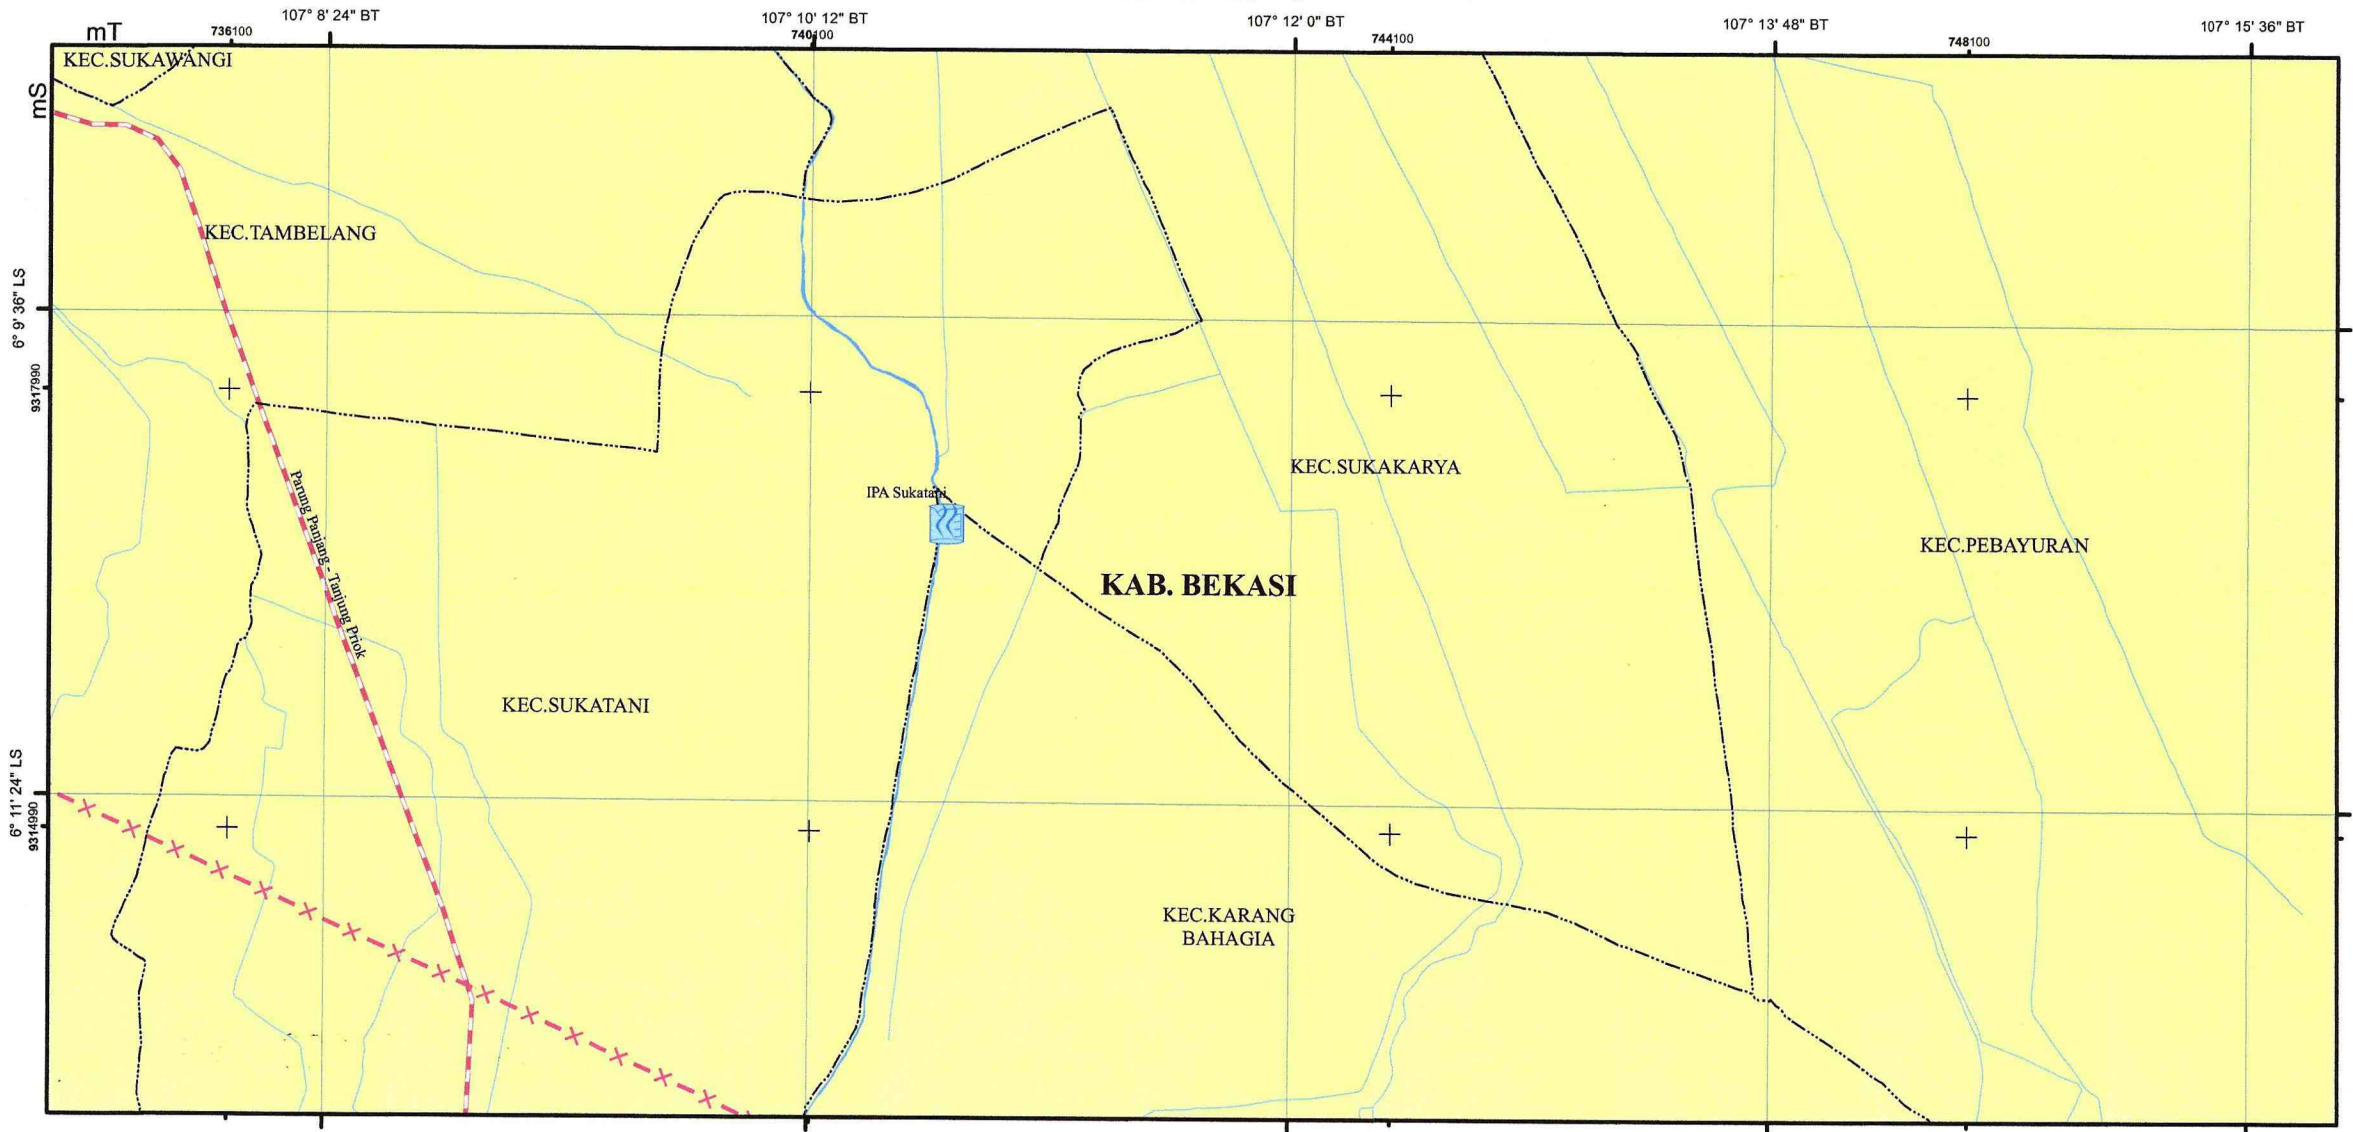 107° 8' 24" BT
107° 10' 12" BT
107° 12' 0" BT
107° 13' 48" BT
107° 15' 36" BT
mT
736100
740100
744100
748100
mS
KEC.SUKAWANGI
KEC.TAMBELANG
6° 9' 36" LS
9317990
KEC.SUKAKARYA
Parung Panjang - Tanjung Priok
IPA Sukatani
KEC.PEBAYURAN
KAB. BEKASI
KEC.SUKATANI
6° 11' 24" LS
9314990
KEC.KARANG
BAHAGIA